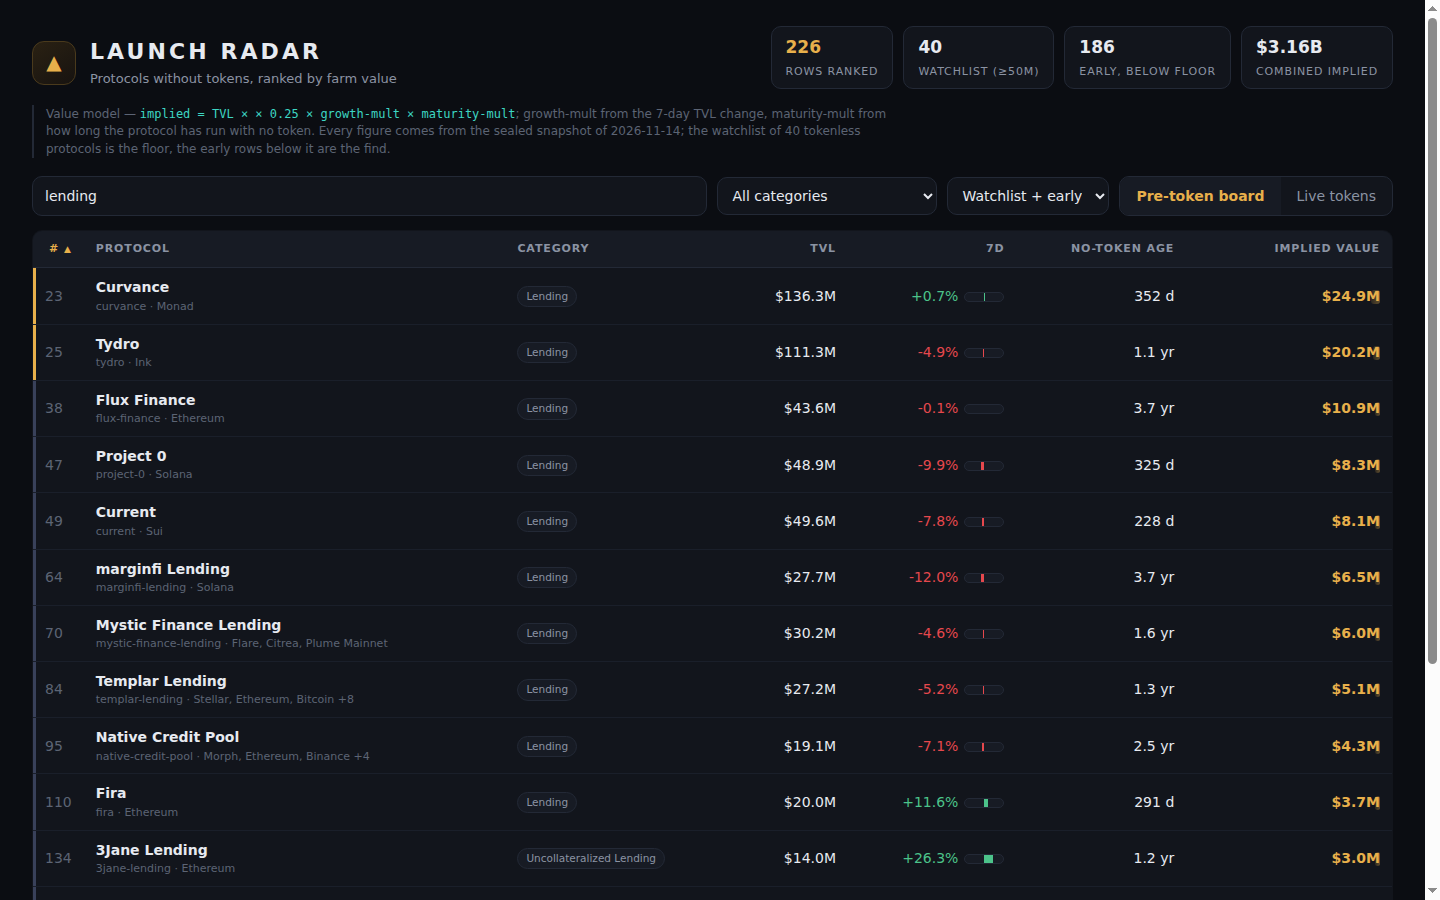 LAUNCH RADAR
Protocols without tokens, ranked by farm value
226
ROWS RANKED
40
WATCHLIST (≥50M)
186
EARLY, BELOW FLOOR
$3.16B
COMBINED IMPLIED
Value model — implied = TVL × × 0.25 × growth-mult × maturity-mult; growth-mult from the 7-day TVL change, maturity-mult from
how long the protocol has run with no token. Every figure comes from the sealed snapshot of 2026-11-14; the watchlist of 40 tokenless
protocols is the floor, the early rows below it are the find.
lending
All categories
Watchlist + early
Pre-token board
Live tokens
# ▲ PROTOCOL CATEGORY TVL 7D NO-TOKEN AGE IMPLIED VALUE
23 Curvance Lending $136.3M +0.7% 352 d $24.9M
curvance · Monad
25 Tydro Lending $111.3M -4.9% 1.1 yr $20.2M
tydro · Ink
38 Flux Finance Lending $43.6M -0.1% 3.7 yr $10.9M
flux-finance · Ethereum
47 Project 0 Lending $48.9M -9.9% 325 d $8.3M
project-0 · Solana
49 Current Lending $49.6M -7.8% 228 d $8.1M
current · Sui
64 marginfi Lending Lending $27.7M -12.0% 3.7 yr $6.5M
marginfi-lending · Solana
70 Mystic Finance Lending Lending $30.2M -4.6% 1.6 yr $6.0M
mystic-finance-lending · Flare, Citrea, Plume Mainnet
84 Templar Lending Lending $27.2M -5.2% 1.3 yr $5.1M
templar-lending · Stellar, Ethereum, Bitcoin +8
95 Native Credit Pool Lending $19.1M -7.1% 2.5 yr $4.3M
native-credit-pool · Morph, Ethereum, Binance +4
110 Fira Lending $20.0M +11.6% 291 d $3.7M
fira · Ethereum
134 3Jane Lending Uncollateralized Lending $14.0M +26.3% 1.2 yr $3.0M
3jane-lending · Ethereum